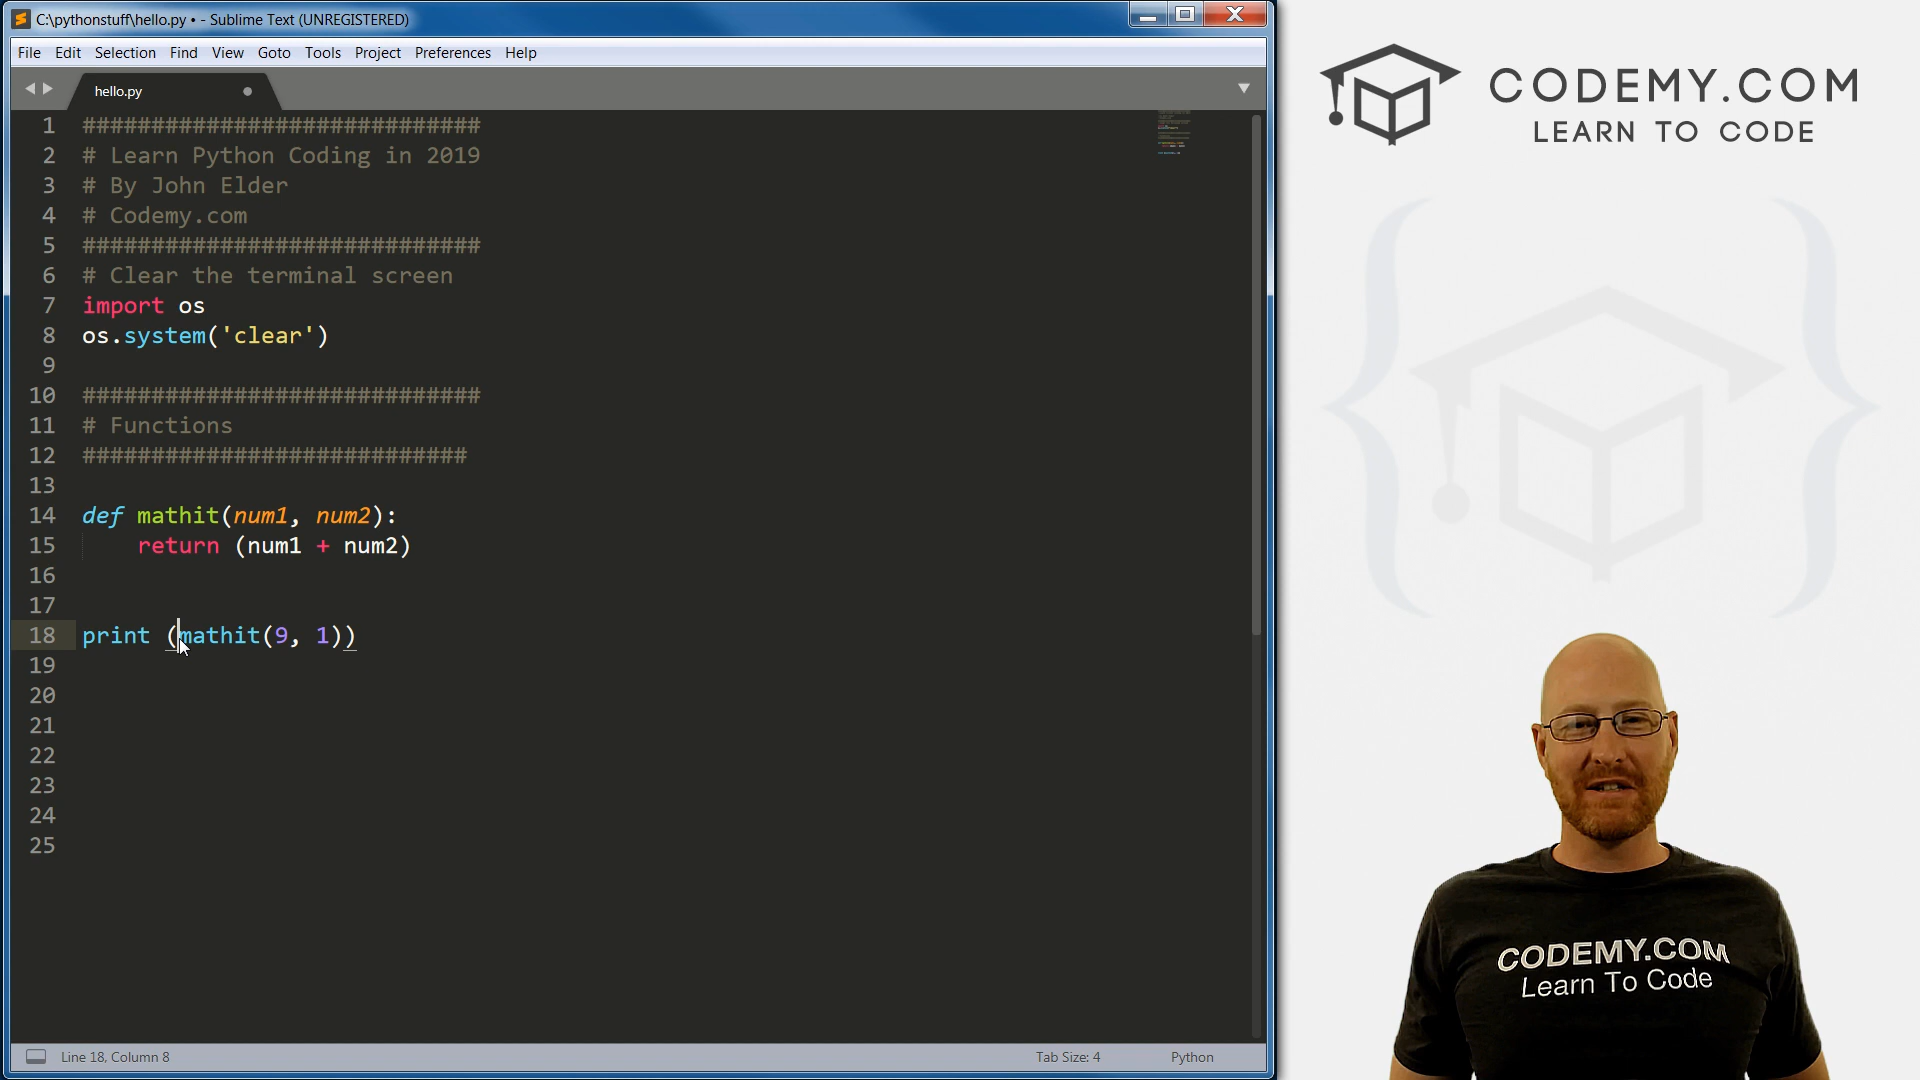 C:\pythonstuff\hello.py • - Sublime Text (UNREGISTERED)
File Edit Selection Find View Goto Tools Project Preferences Help
hello.py
1 #############################
2 # Learn Python Coding in 2019
3 # By John Elder
4 # Codemy.com
5 #############################
6 # Clear the terminal screen
7 import os
8 os.system('clear')
9
10 #############################
11 # Functions
12 ############################
13
14 def mathit(num1, num2):
15     return (num1 + num2)
16
17
18 print (mathit(9, 1))
19
20
21
22
23
24
25
Line 18, Column 8
Tab Size: 4
Python
CODEMY.COM
LEARN TO CODE
CODEMY.COM
Learn To Code